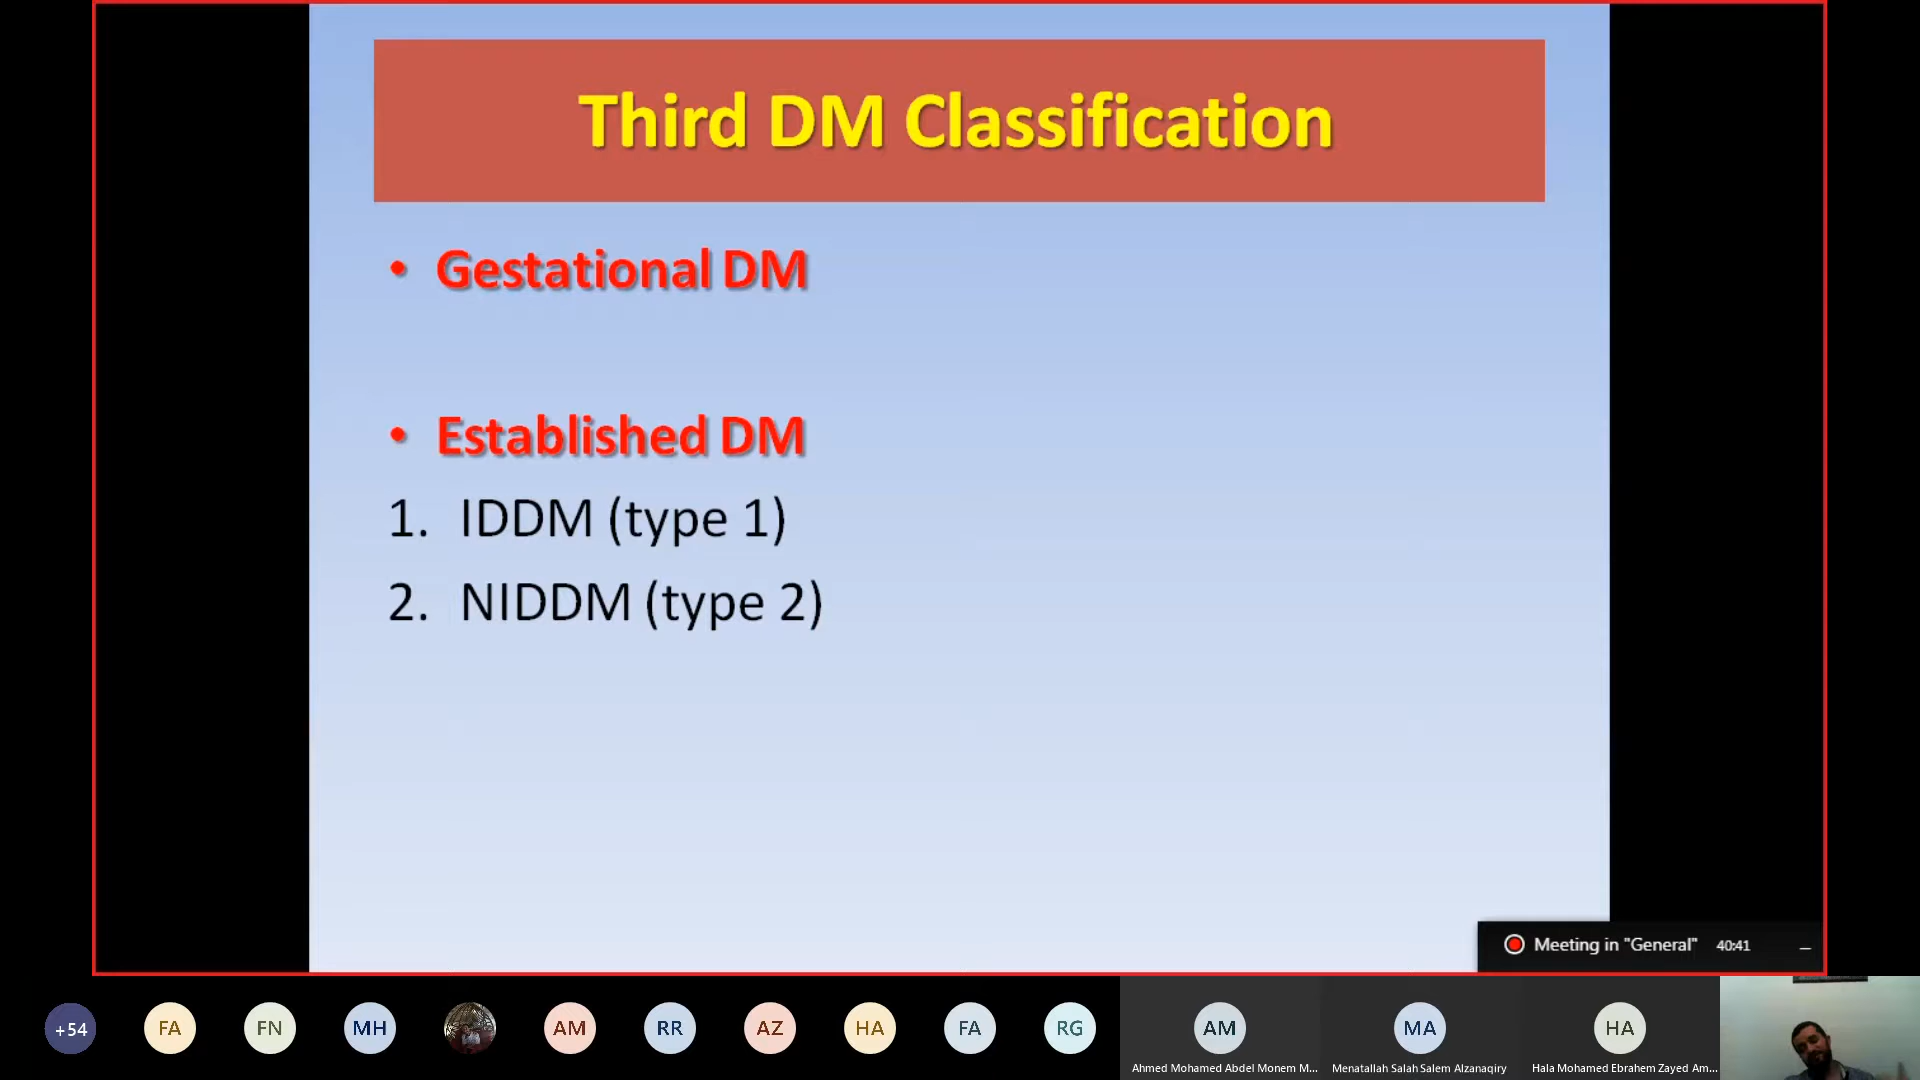 Third DM Classification
• Gestational DM
• Established DM
1. IDDM (type 1)
2. NIDDM (type 2)
Meeting in "General" 40:41
+54 FA FN MH AM RR AZ HA FA RG AM MA HA
Ahmed Mohamed Abdel Monem M... Menatallah Salah Salem Alzanaqiry Hala Mohamed Ebrahem Zayed Am...